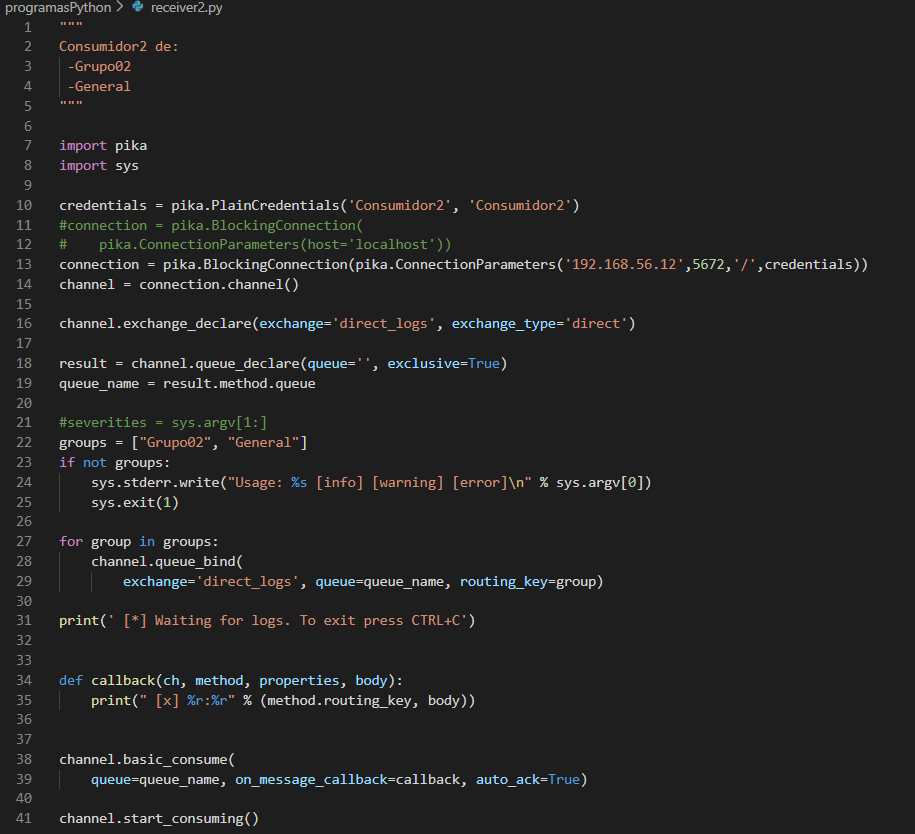 programasPython > receiver2.py
1 """
2 Consumidor2 de:
3  -Grupo02
4  -General
5 """
6
7 import pika
8 import sys
9
10 credentials = pika.PlainCredentials('Consumidor2', 'Consumidor2')
11 #connection = pika.BlockingConnection(
12 #    pika.ConnectionParameters(host='localhost'))
13 connection = pika.BlockingConnection(pika.ConnectionParameters('192.168.56.12',5672,'/',credentials))
14 channel = connection.channel()
15
16 channel.exchange_declare(exchange='direct_logs', exchange_type='direct')
17
18 result = channel.queue_declare(queue='', exclusive=True)
19 queue_name = result.method.queue
20
21 #severities = sys.argv[1:]
22 groups = ["Grupo02", "General"]
23 if not groups:
24     sys.stderr.write("Usage: %s [info] [warning] [error]\n" % sys.argv[0])
25     sys.exit(1)
26
27 for group in groups:
28     channel.queue_bind(
29         exchange='direct_logs', queue=queue_name, routing_key=group)
30
31 print(' [*] Waiting for logs. To exit press CTRL+C')
32
33
34 def callback(ch, method, properties, body):
35     print(" [x] %r:%r" % (method.routing_key, body))
36
37
38 channel.basic_consume(
39     queue=queue_name, on_message_callback=callback, auto_ack=True)
40
41 channel.start_consuming()